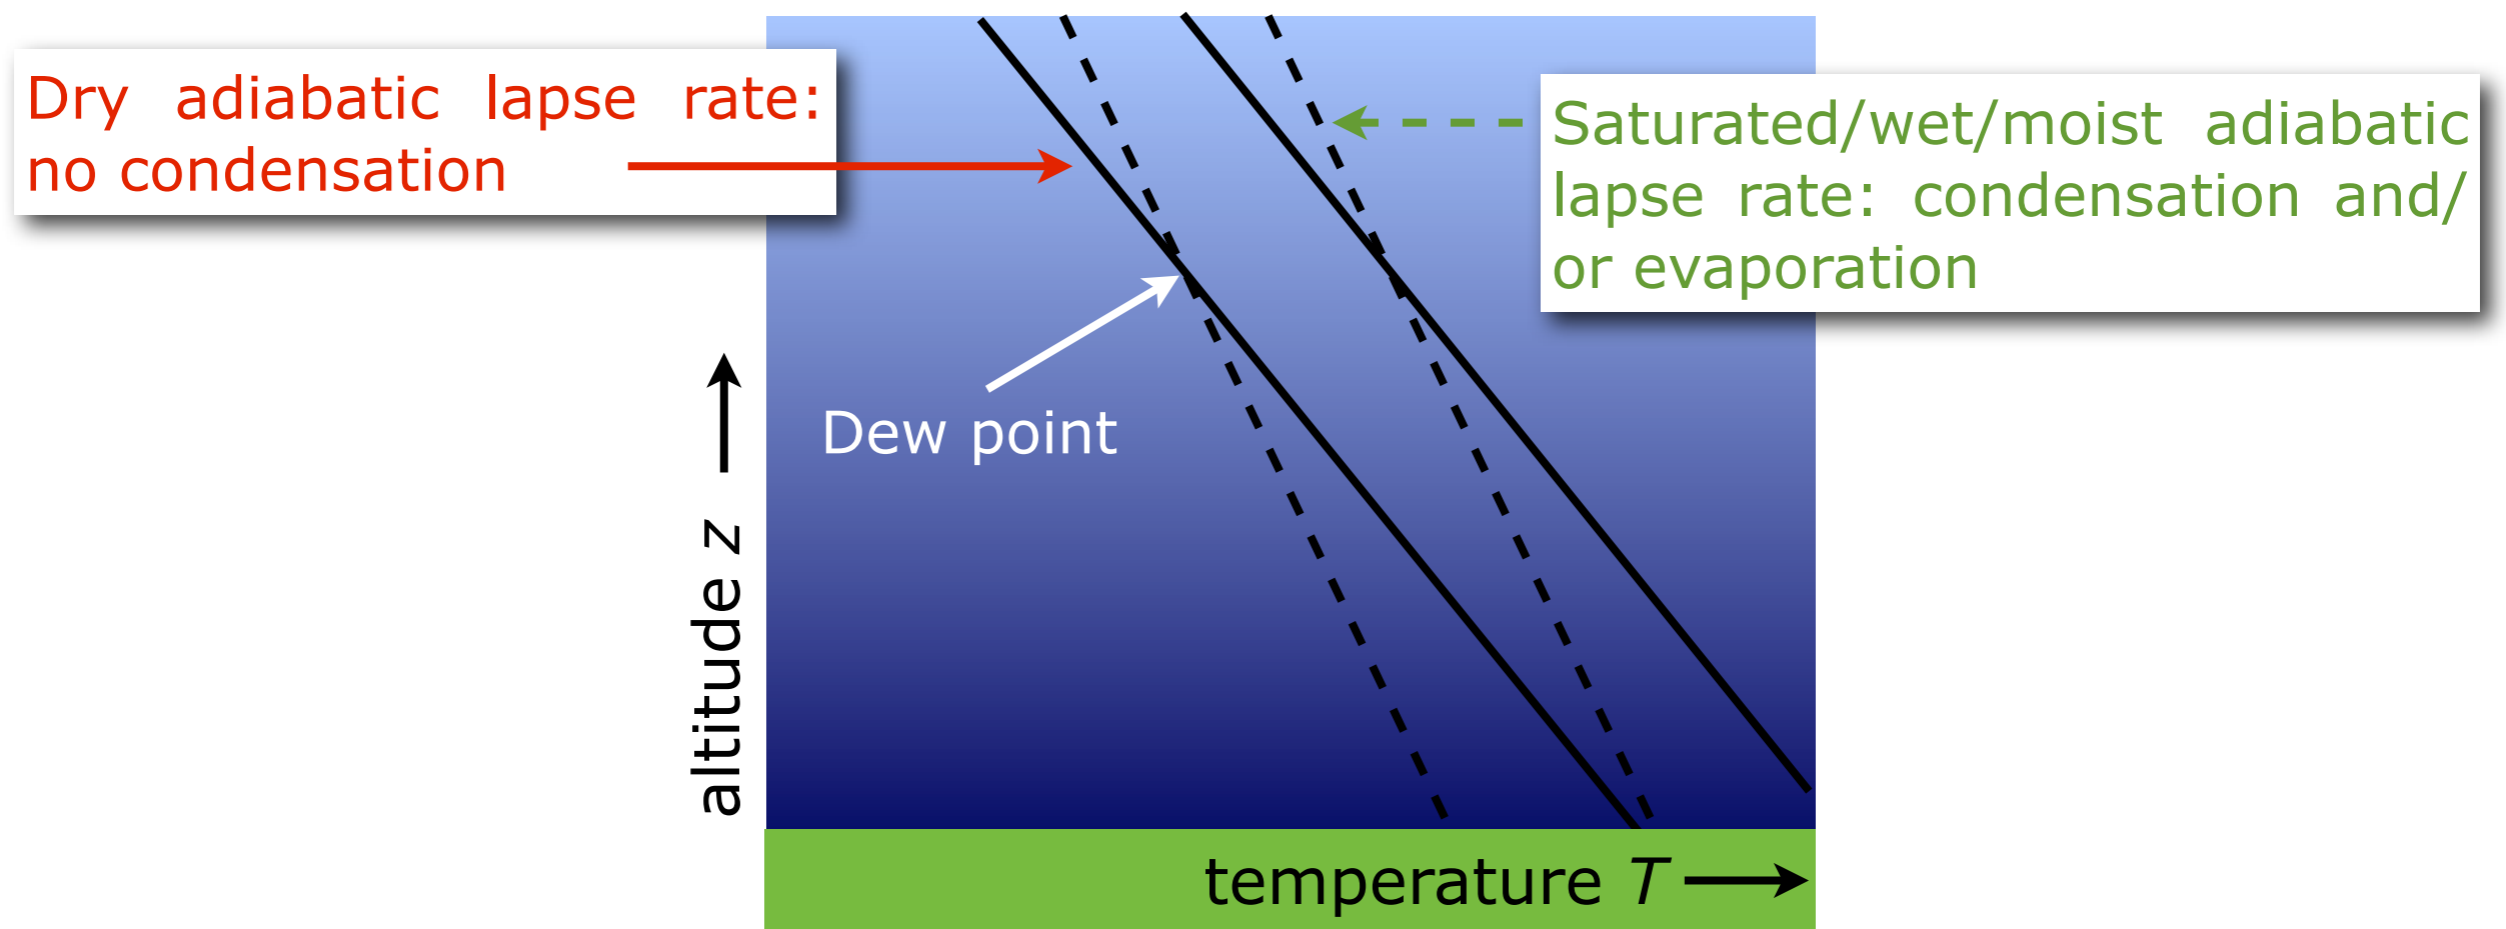 Dry adiabatic lapse rate:
no condensation
Saturated/wet/moist adiabatic
lapse rate: condensation and/
or evaporation
Dew point
altitude z
temperature T